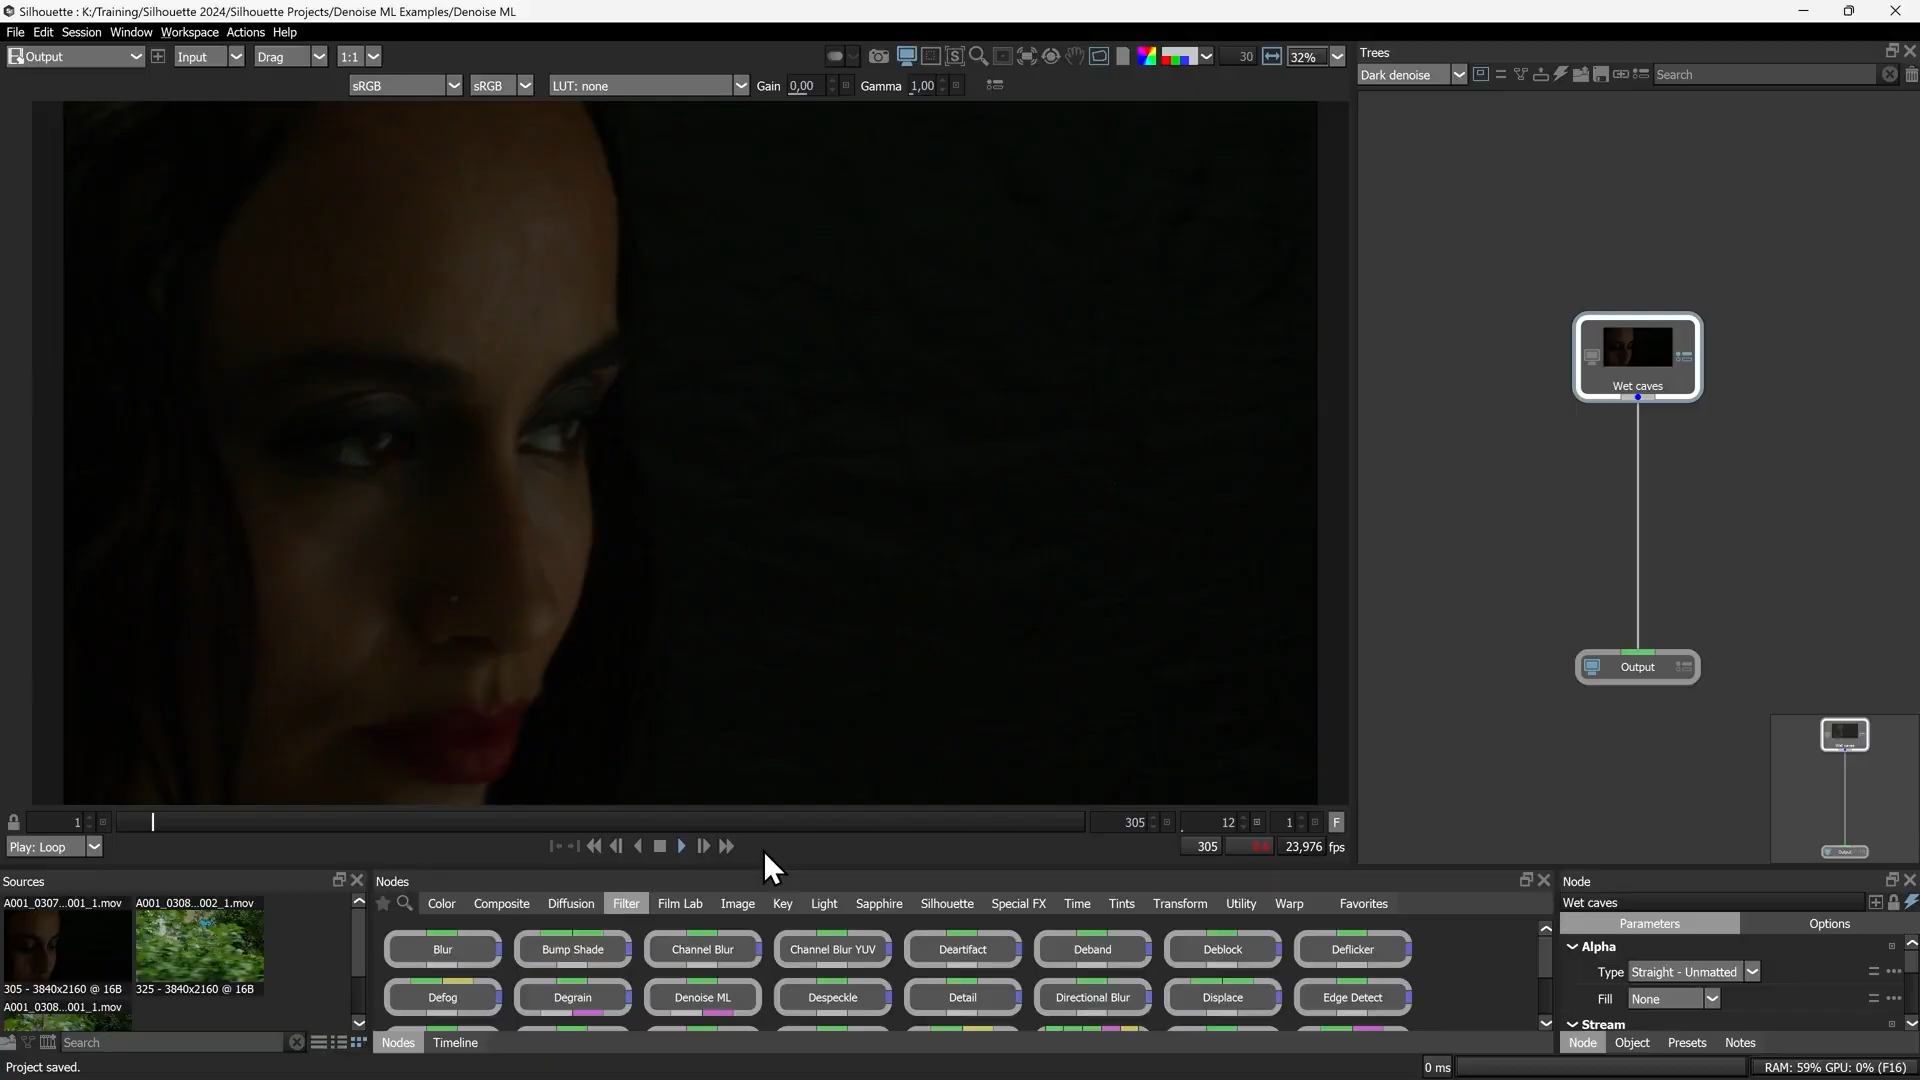 Silhouette : K:/Training/Silhouette 2024/Silhouette Projects/Denoise ML Examples/Denoise ML
File Edit Session Window Workspace Actions Help
Output Input Drag 1:1 30 32%
sRGB sRGB LUT: none Gain 0,00 Gamma 1,00
Trees
Dark denoise Search
Wet caves
Output
1 305 12 1 F
Play: Loop 305 23,976 fps
Sources
A001_0307...001_1.mov A001_0308...002_1.mov
305 - 3840x2160 @ 16B 325 - 3840x2160 @ 16B
A001_0308...001_1.mov
Search
Nodes
Color Composite Diffusion Filter Film Lab Image Key Light Sapphire Silhouette Special FX Time Tints Transform Utility Warp Favorites
Blur Bump Shade Channel Blur Channel Blur YUV Deartifact Deband Deblock Deflicker
Defog Degrain Denoise ML Despeckle Detail Directional Blur Displace Edge Detect
Nodes Timeline
Node
Wet caves
Parameters Options
Alpha
Type Straight - Unmatted
Fill None
Stream
Node Object Presets Notes
Project saved. 0 ms RAM: 59% GPU: 0% (F16)